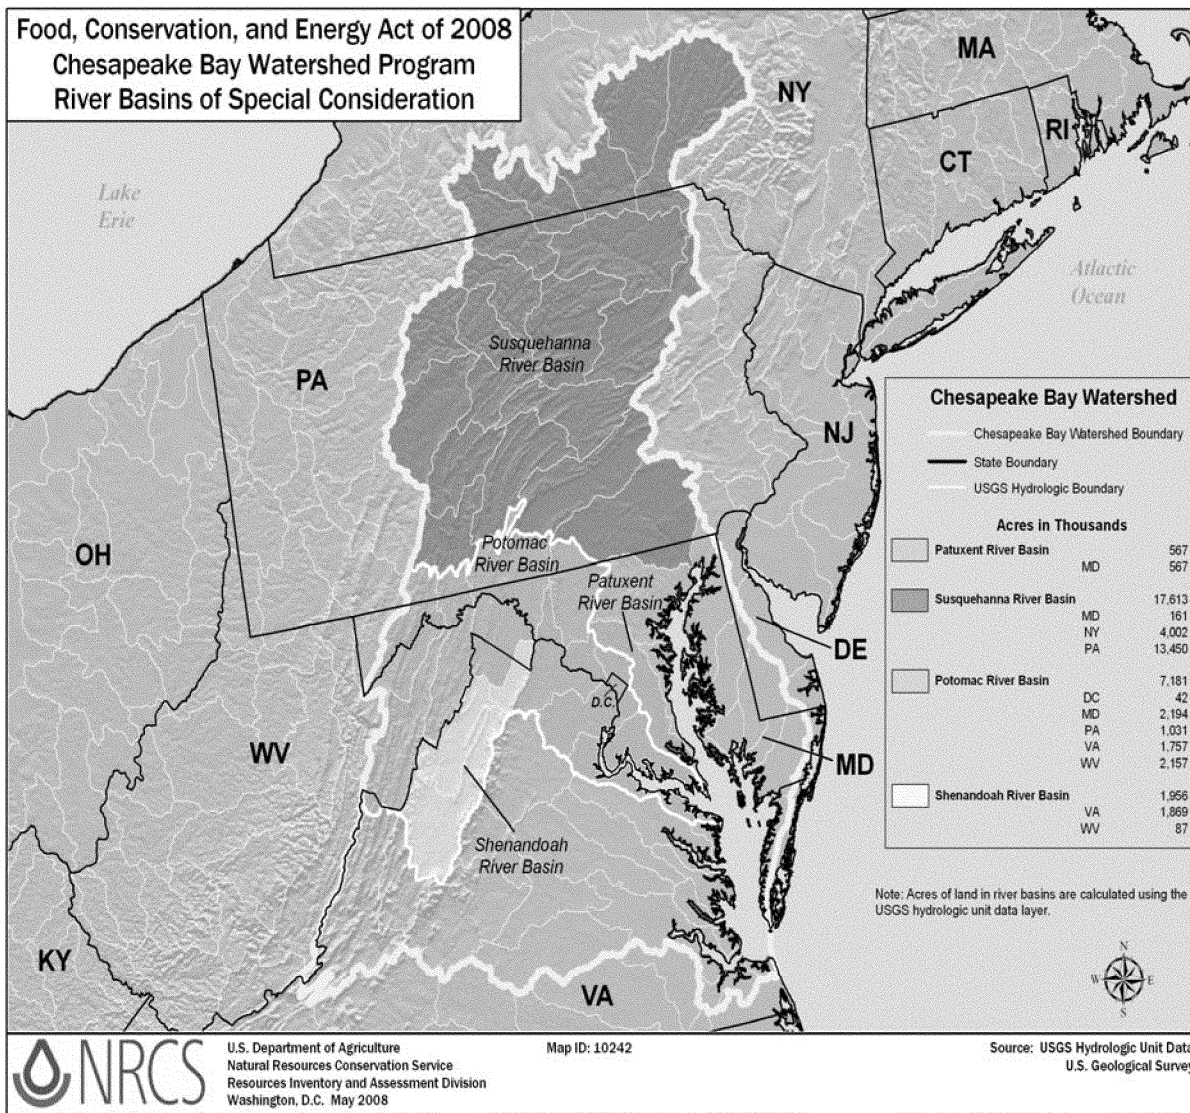 Food, Conservation, and Energy Act of 2008
Chesapeake Bay Watershed Program
River Basins of Special Consideration
NY
MA
RI
CT
Lake
Erie
Atlactic
Ocean
Susquehanna
River Basin
PA
NJ
OH
Potomac
River Basin
Patuxent
River Basin
DE
D.C.
WV
MD
Shenandoah
River Basin
KY
VA
Chesapeake Bay Watershed
Chesapeake Bay Watershed Boundary
State Boundary
USGS Hydrologic Boundary
Acres in Thousands
Patuxent River Basin 567
MD 567
Susquehanna River Basin 17,613
MD 161
NY 4,002
PA 13,450
Potomac River Basin 7,181
DC 42
MD 2,194
PA 1,031
VA 1,757
WV 2,157
Shenandoah River Basin 1,956
VA 1,869
WV 87
Note: Acres of land in river basins are calculated using the
USGS hydrologic unit data layer.
N
W E
S
NRCS
U.S. Department of Agriculture
Natural Resources Conservation Service
Resources Inventory and Assessment Division
Washington, D.C. May 2008
Map ID: 10242
Source: USGS Hydrologic Unit Data
U.S. Geological Survey